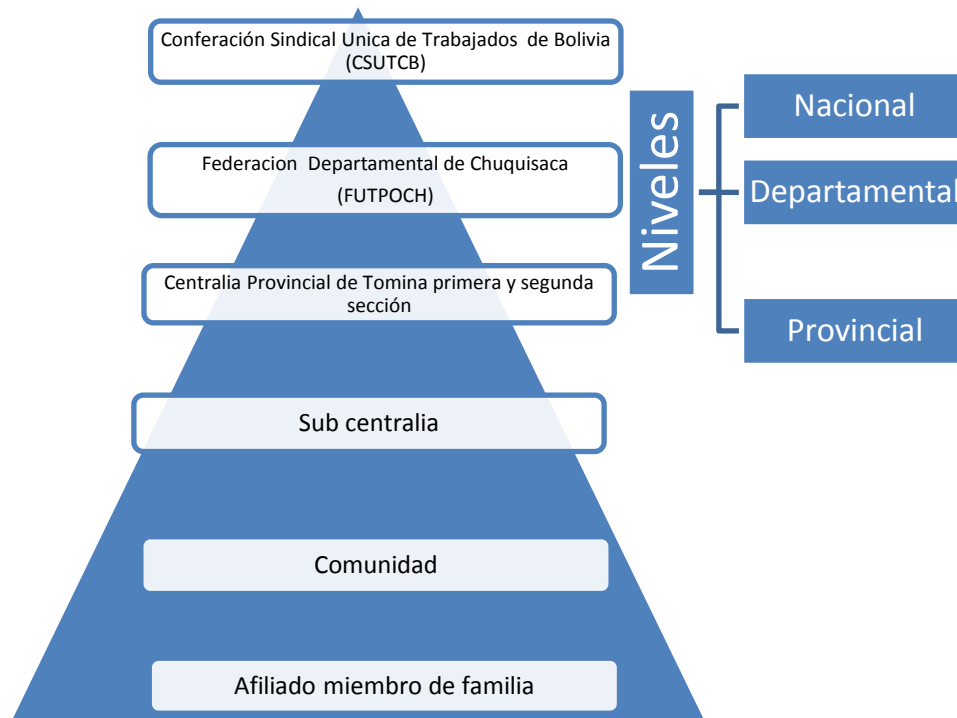 Conferación Sindical Unica de Trabajados de Bolivia
(CSUTCB)
Federacion Departamental de Chuquisaca
(FUTPOCH)
Centralia Provincial de Tomina primera y segunda
sección
Sub centralia
Comunidad
Afiliado miembro de familia
Niveles
Nacional
Departamental
Provincial